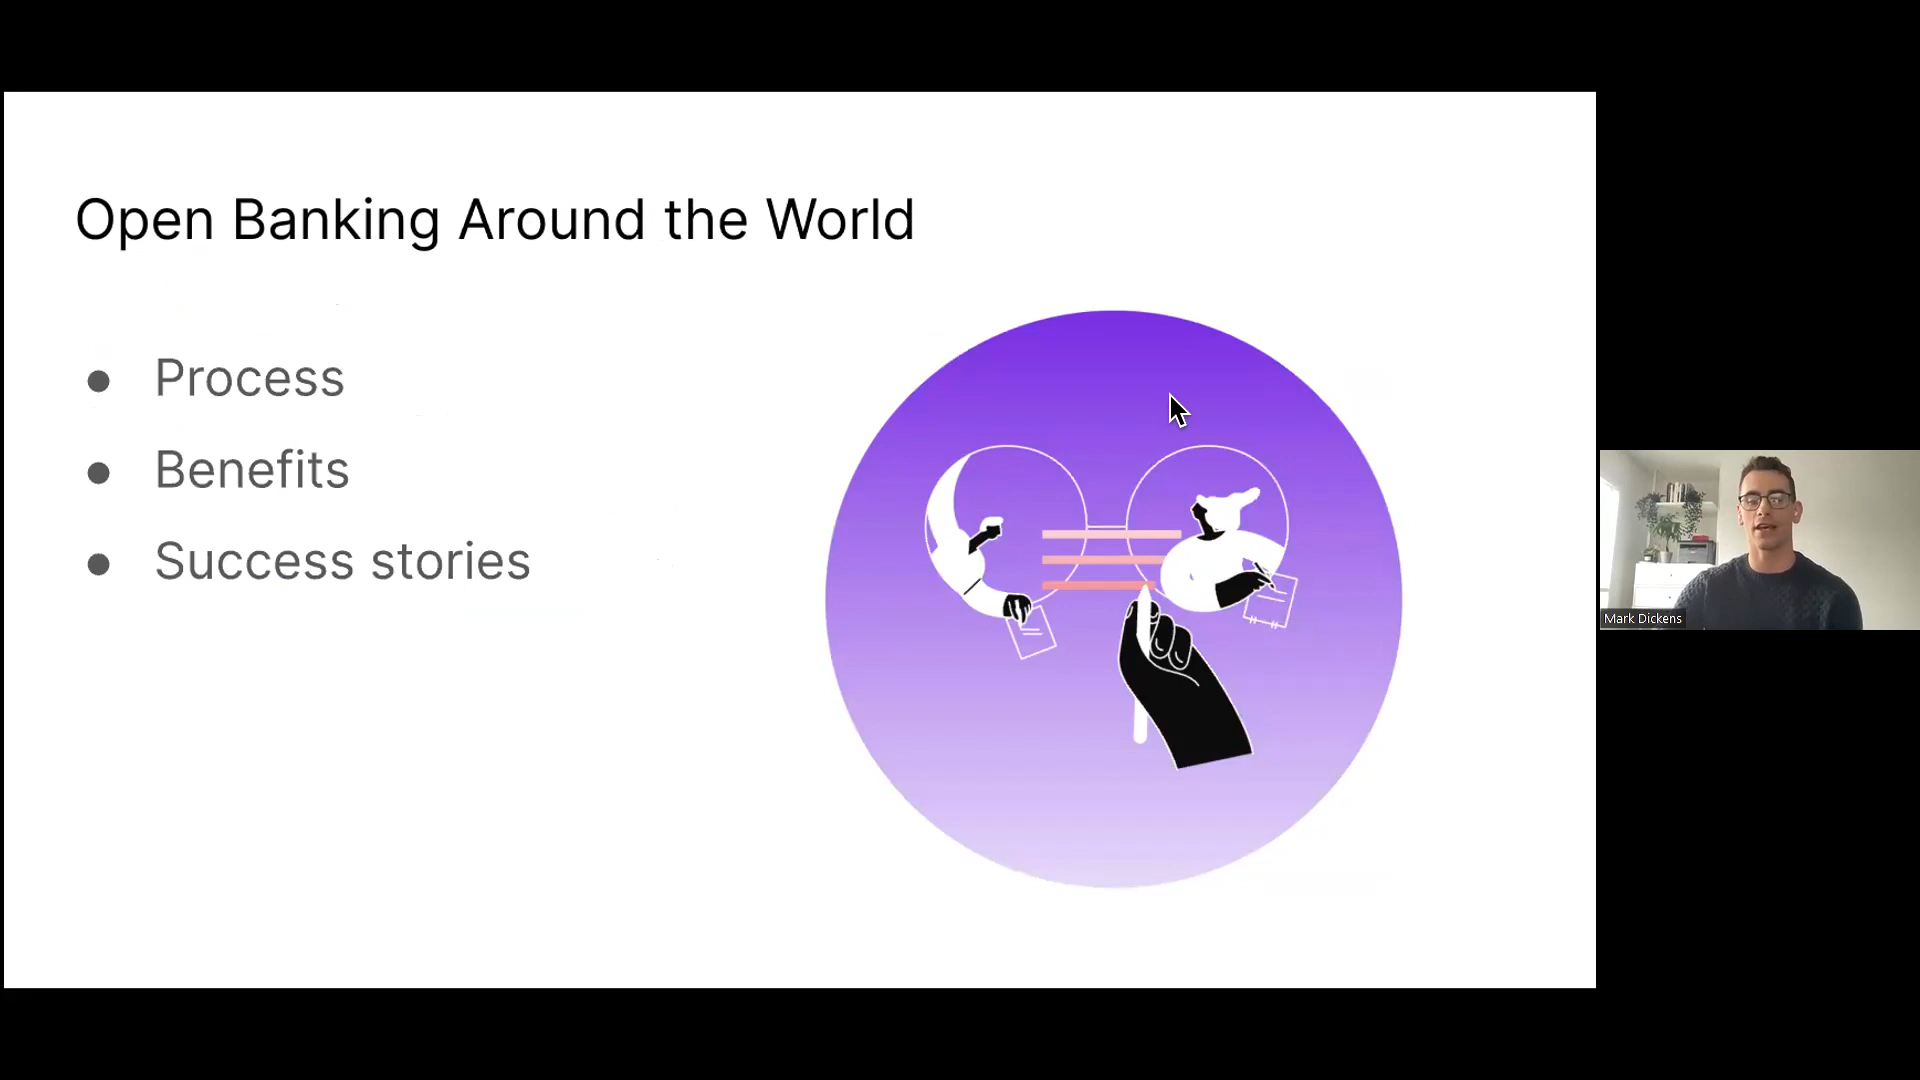 Open Banking Around the World
● Process
● Benefits
● Success stories
Mark Dickens